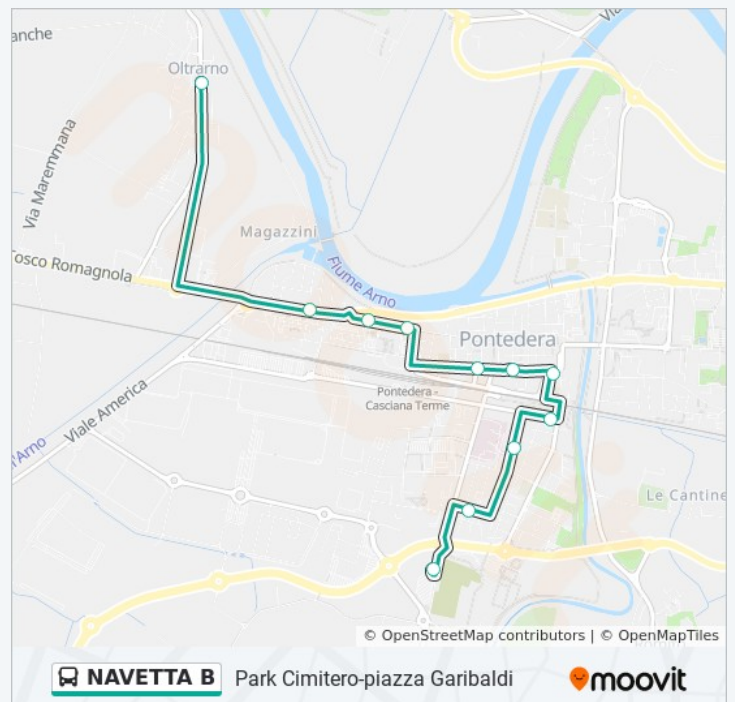 anche
Via
Oltrarno
Via Maremmana
Magazzini
Tosco Romagnola
Fiume Arno
Pontedera
Pontedera -
Casciana Terme
Viale America
l'Arno
Le Cantine
© OpenStreetMap contributors | © OpenMapTiles
NAVETTA B
Park Cimitero-piazza Garibaldi
moovit